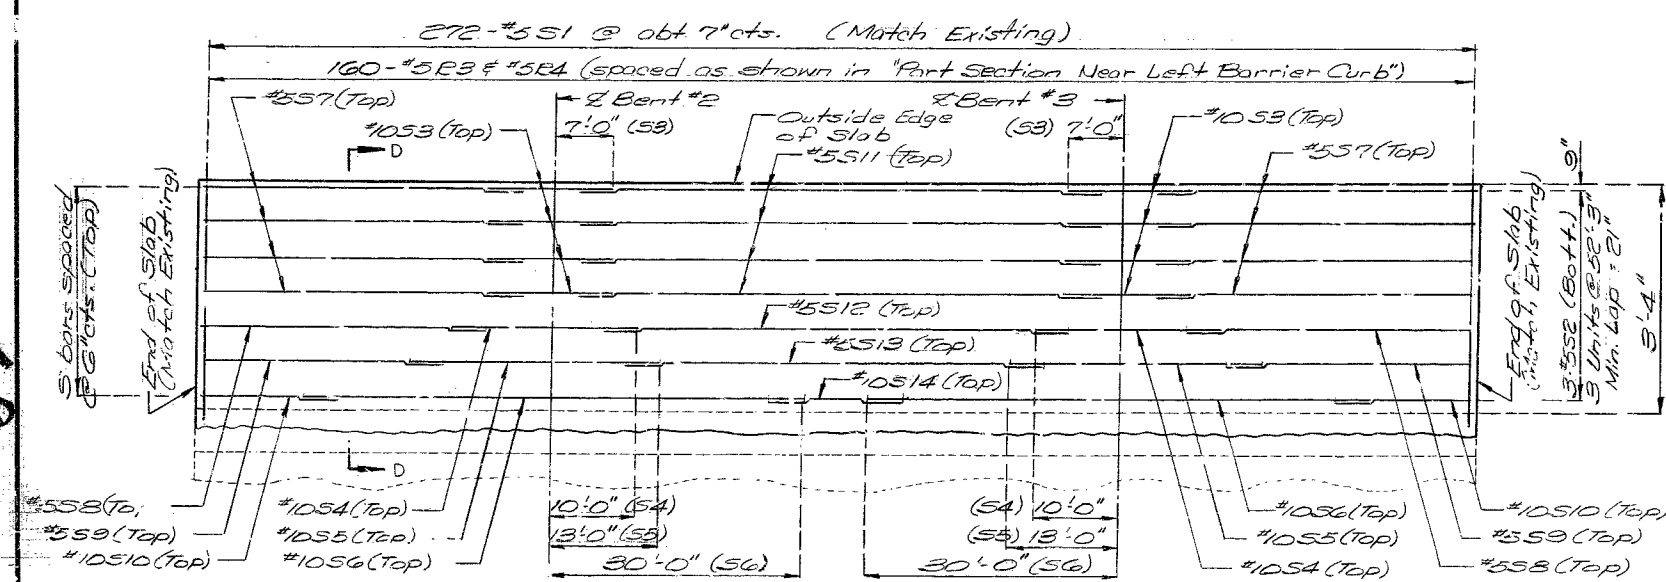 272-#5S1 @ abt. 7"cts. (Match Existing)
160-#5R3 & #5R4 (spaced as shown in "Part Section Near Left Barrier Curb")
#5S7(Top)
℄ Bent #2
℄ Bent #3
#10S3(Top)
7'-0" (S3)
Outside Edge
of Slab
(S3) 7'-0"
#10S3(Top)
D
#5S11(Top)
#5S7(Top)
9"
S bars spaced
@ 6"cts. (Top)
End of Slab
(Match Existing)
End of Slab
(Match Existing)
3-#5S2 (Bott.)
3 Units @ 52'-3"
Min. Lap = 21"
3'-4"
#5S12(Top)
#5S13(Top)
#10S14(Top)
D
#5S8(To
#10S4(Top)
10'-0" (S4)
(S4) 10'-0"
#10S6(Top)
#10S10(Top)
#5S9(Top)
#10S5(Top)
13'-0" (S5)
(S5) 13'-0"
#10S5(Top)
#5S9(Top)
#10S10(Top)
#10S6(Top)
30'-0" (S6)
30'-0" (S6)
#10S4(Top)
#5S8(Top)